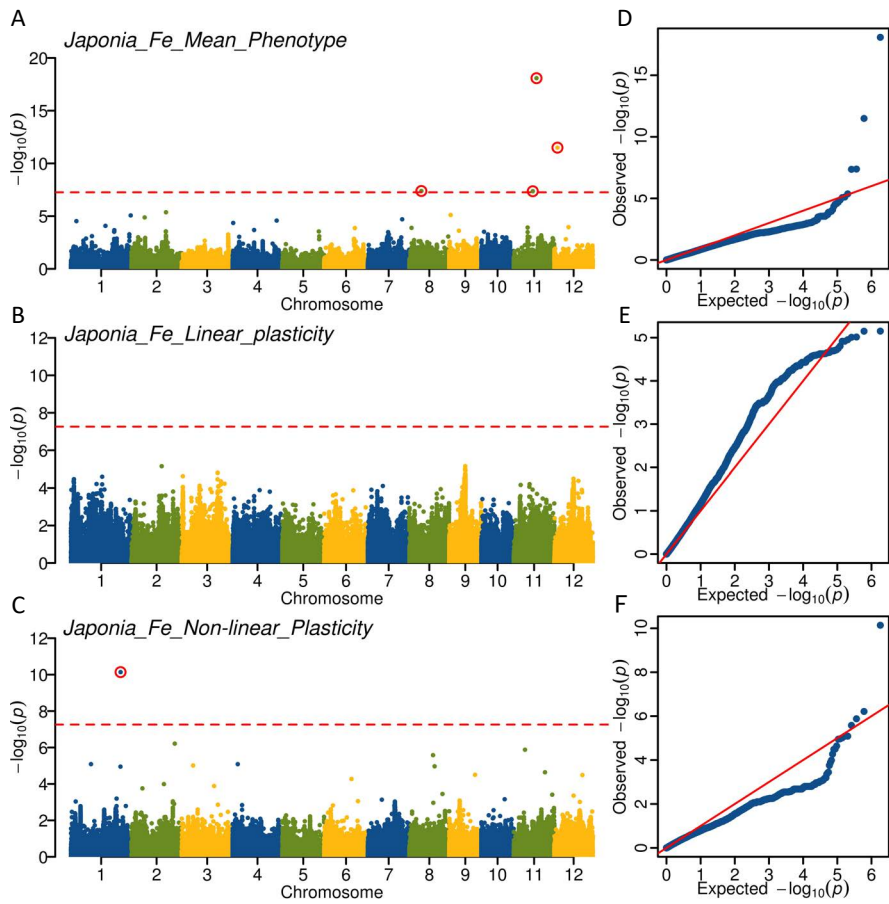 A
Japonia_Fe_Mean_Phenotype
20
15
10
5
0
−log10(p)
1 2 3 4 5 6 7 8 9 10 11 12
Chromosome
D
15
10
5
0
Observed −log10(p)
0 1 2 3 4 5 6
Expected −log10(p)
B
Japonia_Fe_Linear_plasticity
12
10
8
6
4
2
0
−log10(p)
1 2 3 4 5 6 7 8 9 10 11 12
Chromosome
E
5
4
3
2
1
0
Observed −log10(p)
0 1 2 3 4 5 6
Expected −log10(p)
C
Japonia_Fe_Non-linear_Plasticity
12
10
8
6
4
2
0
−log10(p)
1 2 3 4 5 6 7 8 9 10 11 12
Chromosome
F
10
8
6
4
2
0
Observed −log10(p)
0 1 2 3 4 5 6
Expected −log10(p)